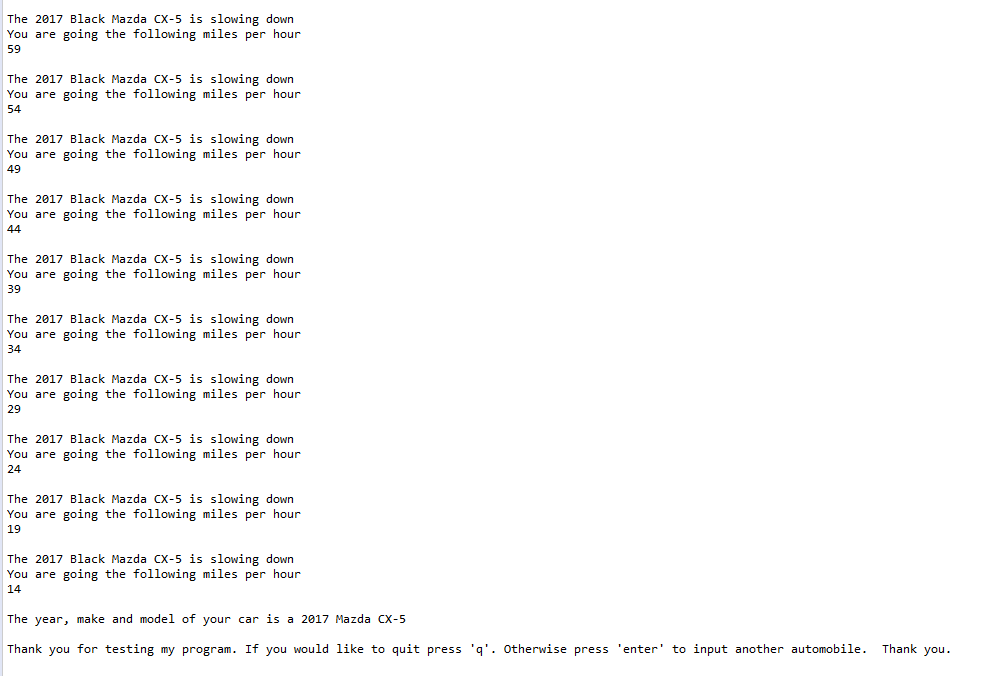 The 2017 Black Mazda CX-5 is slowing down
You are going the following miles per hour
59
The 2017 Black Mazda CX-5 is slowing down
You are going the following miles per hour
54
The 2017 Black Mazda CX-5 is slowing down
You are going the following miles per hour
49
The 2017 Black Mazda CX-5 is slowing down
You are going the following miles per hour
44
The 2017 Black Mazda CX-5 is slowing down
You are going the following miles per hour
39
The 2017 Black Mazda CX-5 is slowing down
You are going the following miles per hour
34
The 2017 Black Mazda CX-5 is slowing down
You are going the following miles per hour
29
The 2017 Black Mazda CX-5 is slowing down
You are going the following miles per hour
24
The 2017 Black Mazda CX-5 is slowing down
You are going the following miles per hour
19
The 2017 Black Mazda CX-5 is slowing down
You are going the following miles per hour
14
The year, make and model of your car is a 2017 Mazda CX-5
Thank you for testing my program. If you would like to quit press 'q'. Otherwise press 'enter' to input another automobile.  Thank you.